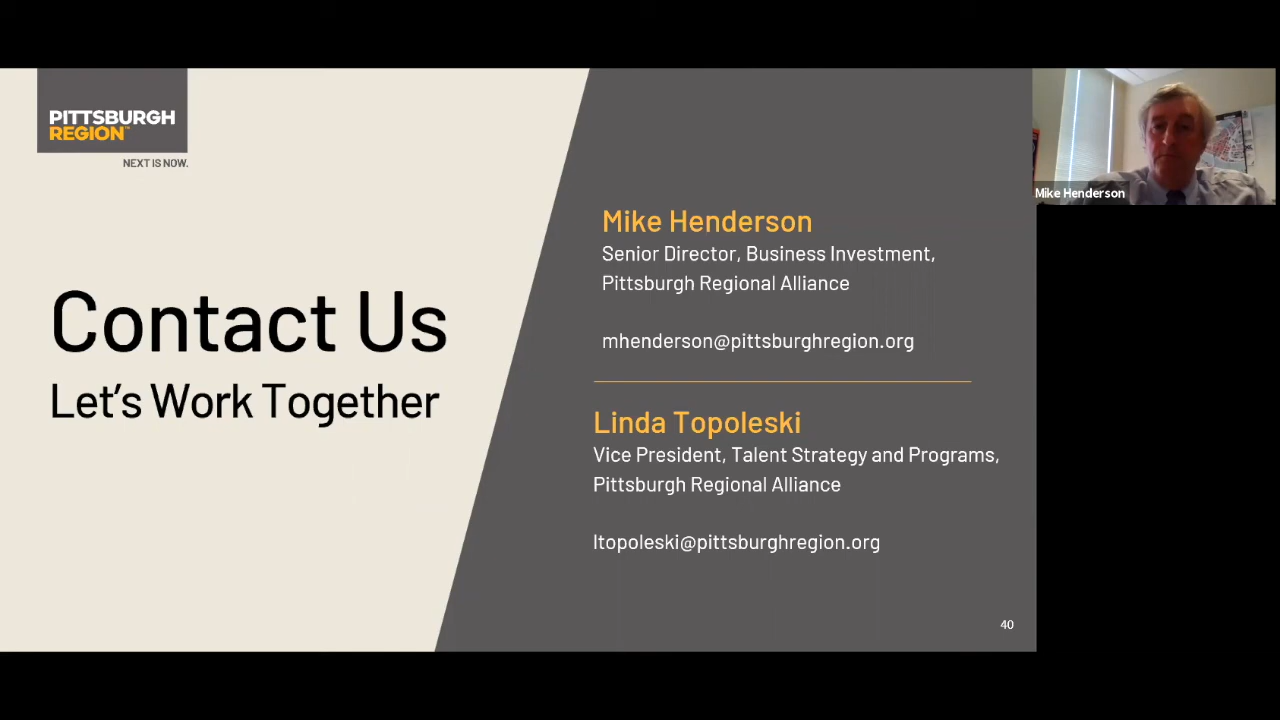 PITTSBURGH
REGION™
NEXT IS NOW.
Contact Us
Let's Work Together
Mike Henderson
Senior Director, Business Investment,
Pittsburgh Regional Alliance
mhenderson@pittsburghregion.org
Linda Topoleski
Vice President, Talent Strategy and Programs,
Pittsburgh Regional Alliance
ltopoleski@pittsburghregion.org
40
Mike Henderson